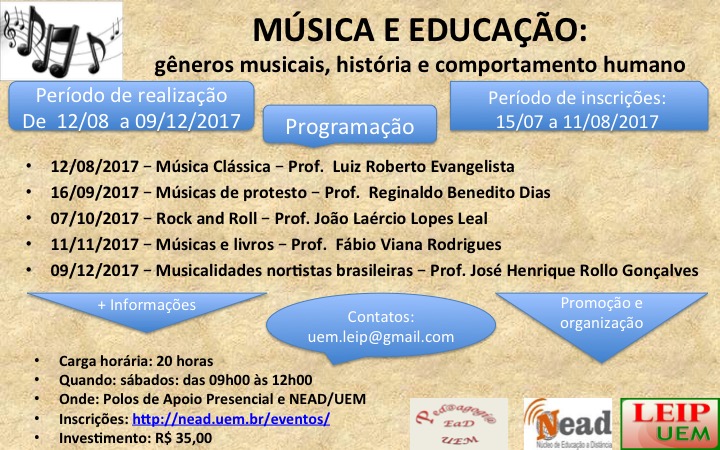 MÚSICA E EDUCAÇÃO:
gêneros musicais, história e comportamento humano
Período de realização
De 12/08 a 09/12/2017
Programação
Período de inscrições:
15/07 a 11/08/2017
• 12/08/2017 – Música Clássica – Prof. Luiz Roberto Evangelista
• 16/09/2017 – Músicas de protesto – Prof. Reginaldo Benedito Dias
• 07/10/2017 – Rock and Roll – Prof. João Laércio Lopes Leal
• 11/11/2017 – Músicas e livros – Prof. Fábio Viana Rodrigues
• 09/12/2017 – Musicalidades nortistas brasileiras – Prof. José Henrique Rollo Gonçalves
+ Informações
Contatos:
uem.leip@gmail.com
Promoção e
organização
• Carga horária: 20 horas
• Quando: sábados: das 09h00 às 12h00
• Onde: Polos de Apoio Presencial e NEAD/UEM
• Inscrições: http://nead.uem.br/eventos/
• Investimento: R$ 35,00
Ped@agogi@
EaD
UEM
Nead
Núcleo de Educação a Distância
LEIP
UEM